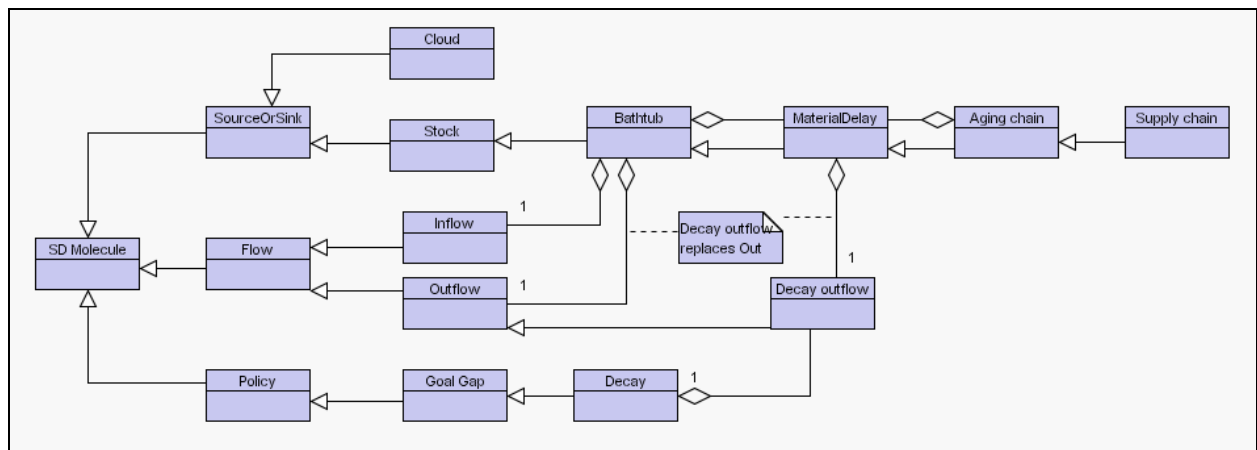 Cloud
SourceOrSink
Stock
Bathtub
MaterialDelay
Aging chain
Supply chain
1
Inflow
Decay outflow
replaces Out
SD Molecule
Flow
1
Outflow
1
Decay outflow
Policy
Goal Gap
Decay
1